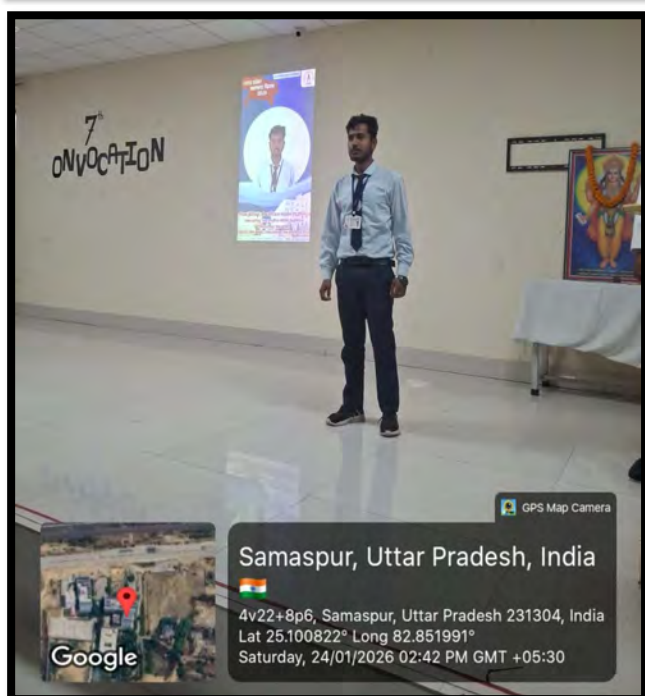 7th
ONVOCATION
GPS Map Camera
Samaspur, Uttar Pradesh, India
4v22+8p6, Samaspur, Uttar Pradesh 231304, India
Lat 25.100822° Long 82.851991°
Saturday, 24/01/2026 02:42 PM GMT +05:30
Google